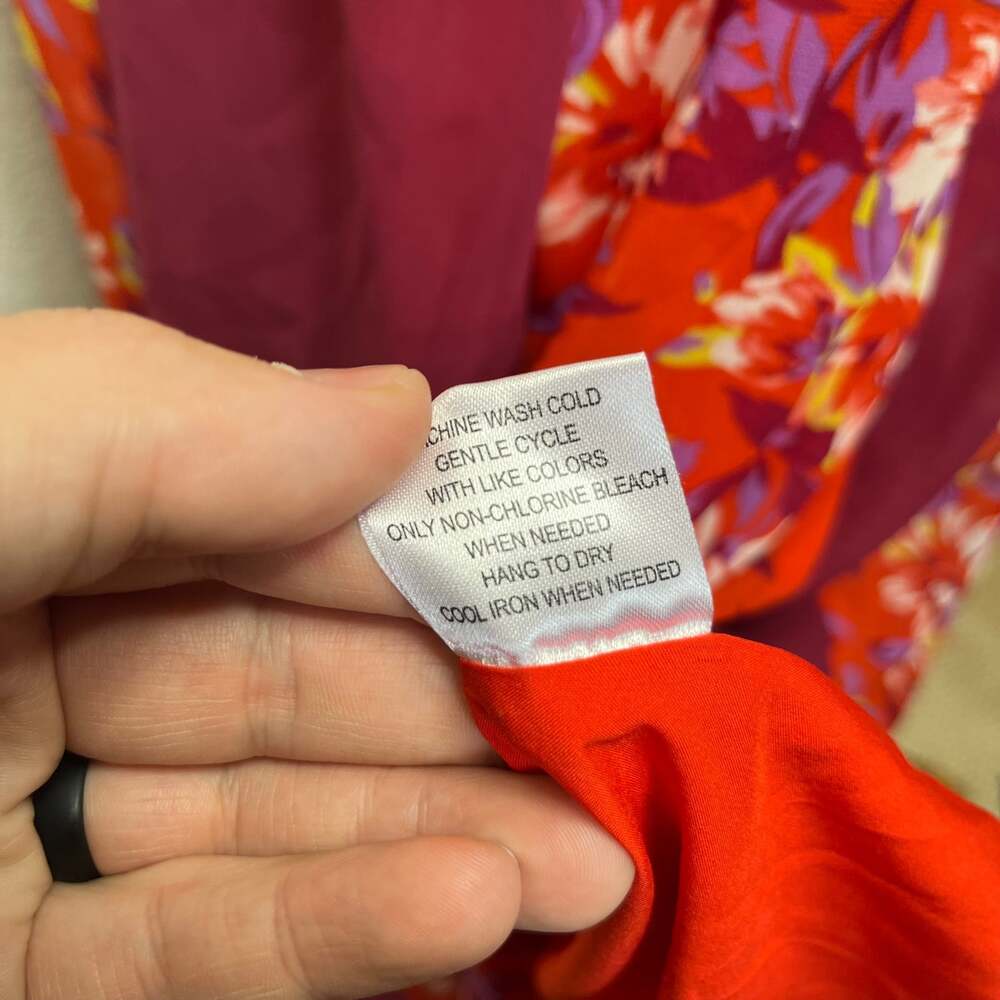 MACHINE WASH COLD
GENTLE CYCLE
WITH LIKE COLORS
ONLY NON-CHLORINE BLEACH
WHEN NEEDED
HANG TO DRY
COOL IRON WHEN NEEDED